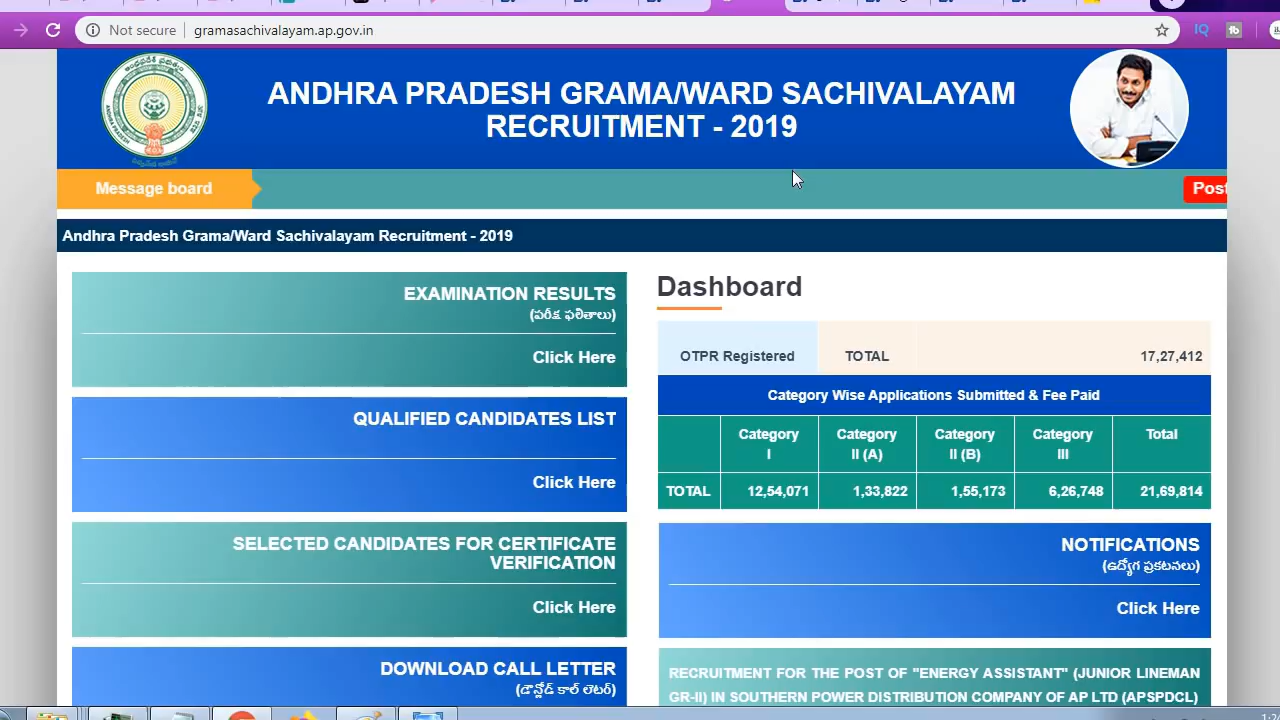 Not secure
gramasachivalayam.ap.gov.in
IQ
ANDHRA PRADESH GRAMA/WARD SACHIVALAYAM
RECRUITMENT - 2019
Message board
Post
Andhra Pradesh Grama/Ward Sachivalayam Recruitment - 2019
EXAMINATION RESULTS
(పరీక్ష ఫలితాలు)
Click Here
QUALIFIED CANDIDATES LIST
Click Here
SELECTED CANDIDATES FOR CERTIFICATE
VERIFICATION
Click Here
DOWNLOAD CALL LETTER
(డౌన్లోడ్ కాల్ లెటర్)
Dashboard
OTPR Registered TOTAL 17,27,412
Category Wise Applications Submitted & Fee Paid
Category I Category II (A) Category II (B) Category III Total
TOTAL 12,54,071 1,33,822 1,55,173 6,26,748 21,69,814
NOTIFICATIONS
(ఉద్యోగ ప్రకటనలు)
Click Here
RECRUITMENT FOR THE POST OF "ENERGY ASSISTANT" (JUNIOR LINEMAN
GR-II) IN SOUTHERN POWER DISTRIBUTION COMPANY OF AP LTD (APSPDCL)